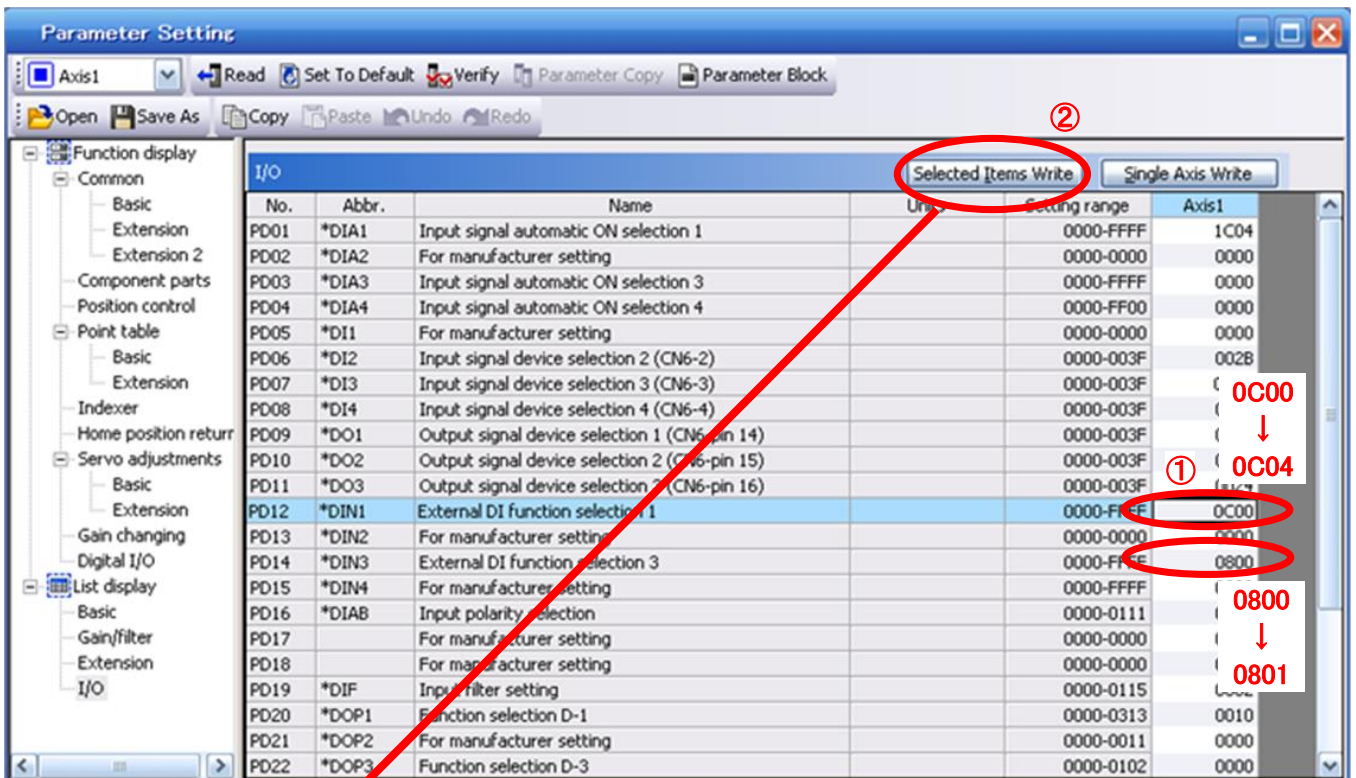 Parameter Setting
Axis1 Read Set To Default Verify Parameter Copy Parameter Block
Open Save As Copy Paste Undo Redo
②
Function display
Common
Basic
Extension
Extension 2
Component parts
Position control
Point table
Basic
Extension
Indexer
Home position returr
Servo adjustments
Basic
Extension
Gain changing
Digital I/O
List display
Basic
Gain/filter
Extension
I/O
I/O Selected Items Write Single Axis Write
No. Abbr. Name Units Setting range Axis1
PD01 *DIA1 Input signal automatic ON selection 1 0000-FFFF 1C04
PD02 *DIA2 For manufacturer setting 0000-0000 0000
PD03 *DIA3 Input signal automatic ON selection 3 0000-FFFF 0000
PD04 *DIA4 Input signal automatic ON selection 4 0000-FF00 0000
PD05 *DI1 For manufacturer setting 0000-0000 0000
PD06 *DI2 Input signal device selection 2 (CN6-2) 0000-003F 002B
PD07 *DI3 Input signal device selection 3 (CN6-3) 0000-003F
PD08 *DI4 Input signal device selection 4 (CN6-4) 0000-003F
PD09 *DO1 Output signal device selection 1 (CN6-pin 14) 0000-003F
PD10 *DO2 Output signal device selection 2 (CN6-pin 15) 0000-003F
PD11 *DO3 Output signal device selection 3 (CN6-pin 16) 0000-003F
PD12 *DIN1 External DI function selection 1 0000-FFFF 0C00
PD13 *DIN2 For manufacturer setting 0000-0000 0000
PD14 *DIN3 External DI function selection 3 0000-FFFF 0800
PD15 *DIN4 For manufacturer setting 0000-FFFF
PD16 *DIAB Input polarity selection 0000-0111
PD17 For manufacturer setting 0000-0000
PD18 For manufacturer setting 0000-0000
PD19 *DIF Input filter setting 0000-0115
PD20 *DOP1 Function selection D-1 0000-0313 0010
PD21 *DOP2 For manufacturer setting 0000-0011 0000
PD22 *DOP3 Function selection D-3 0000-0102 0000
0C00
↓
0C04
①
0800
↓
0801